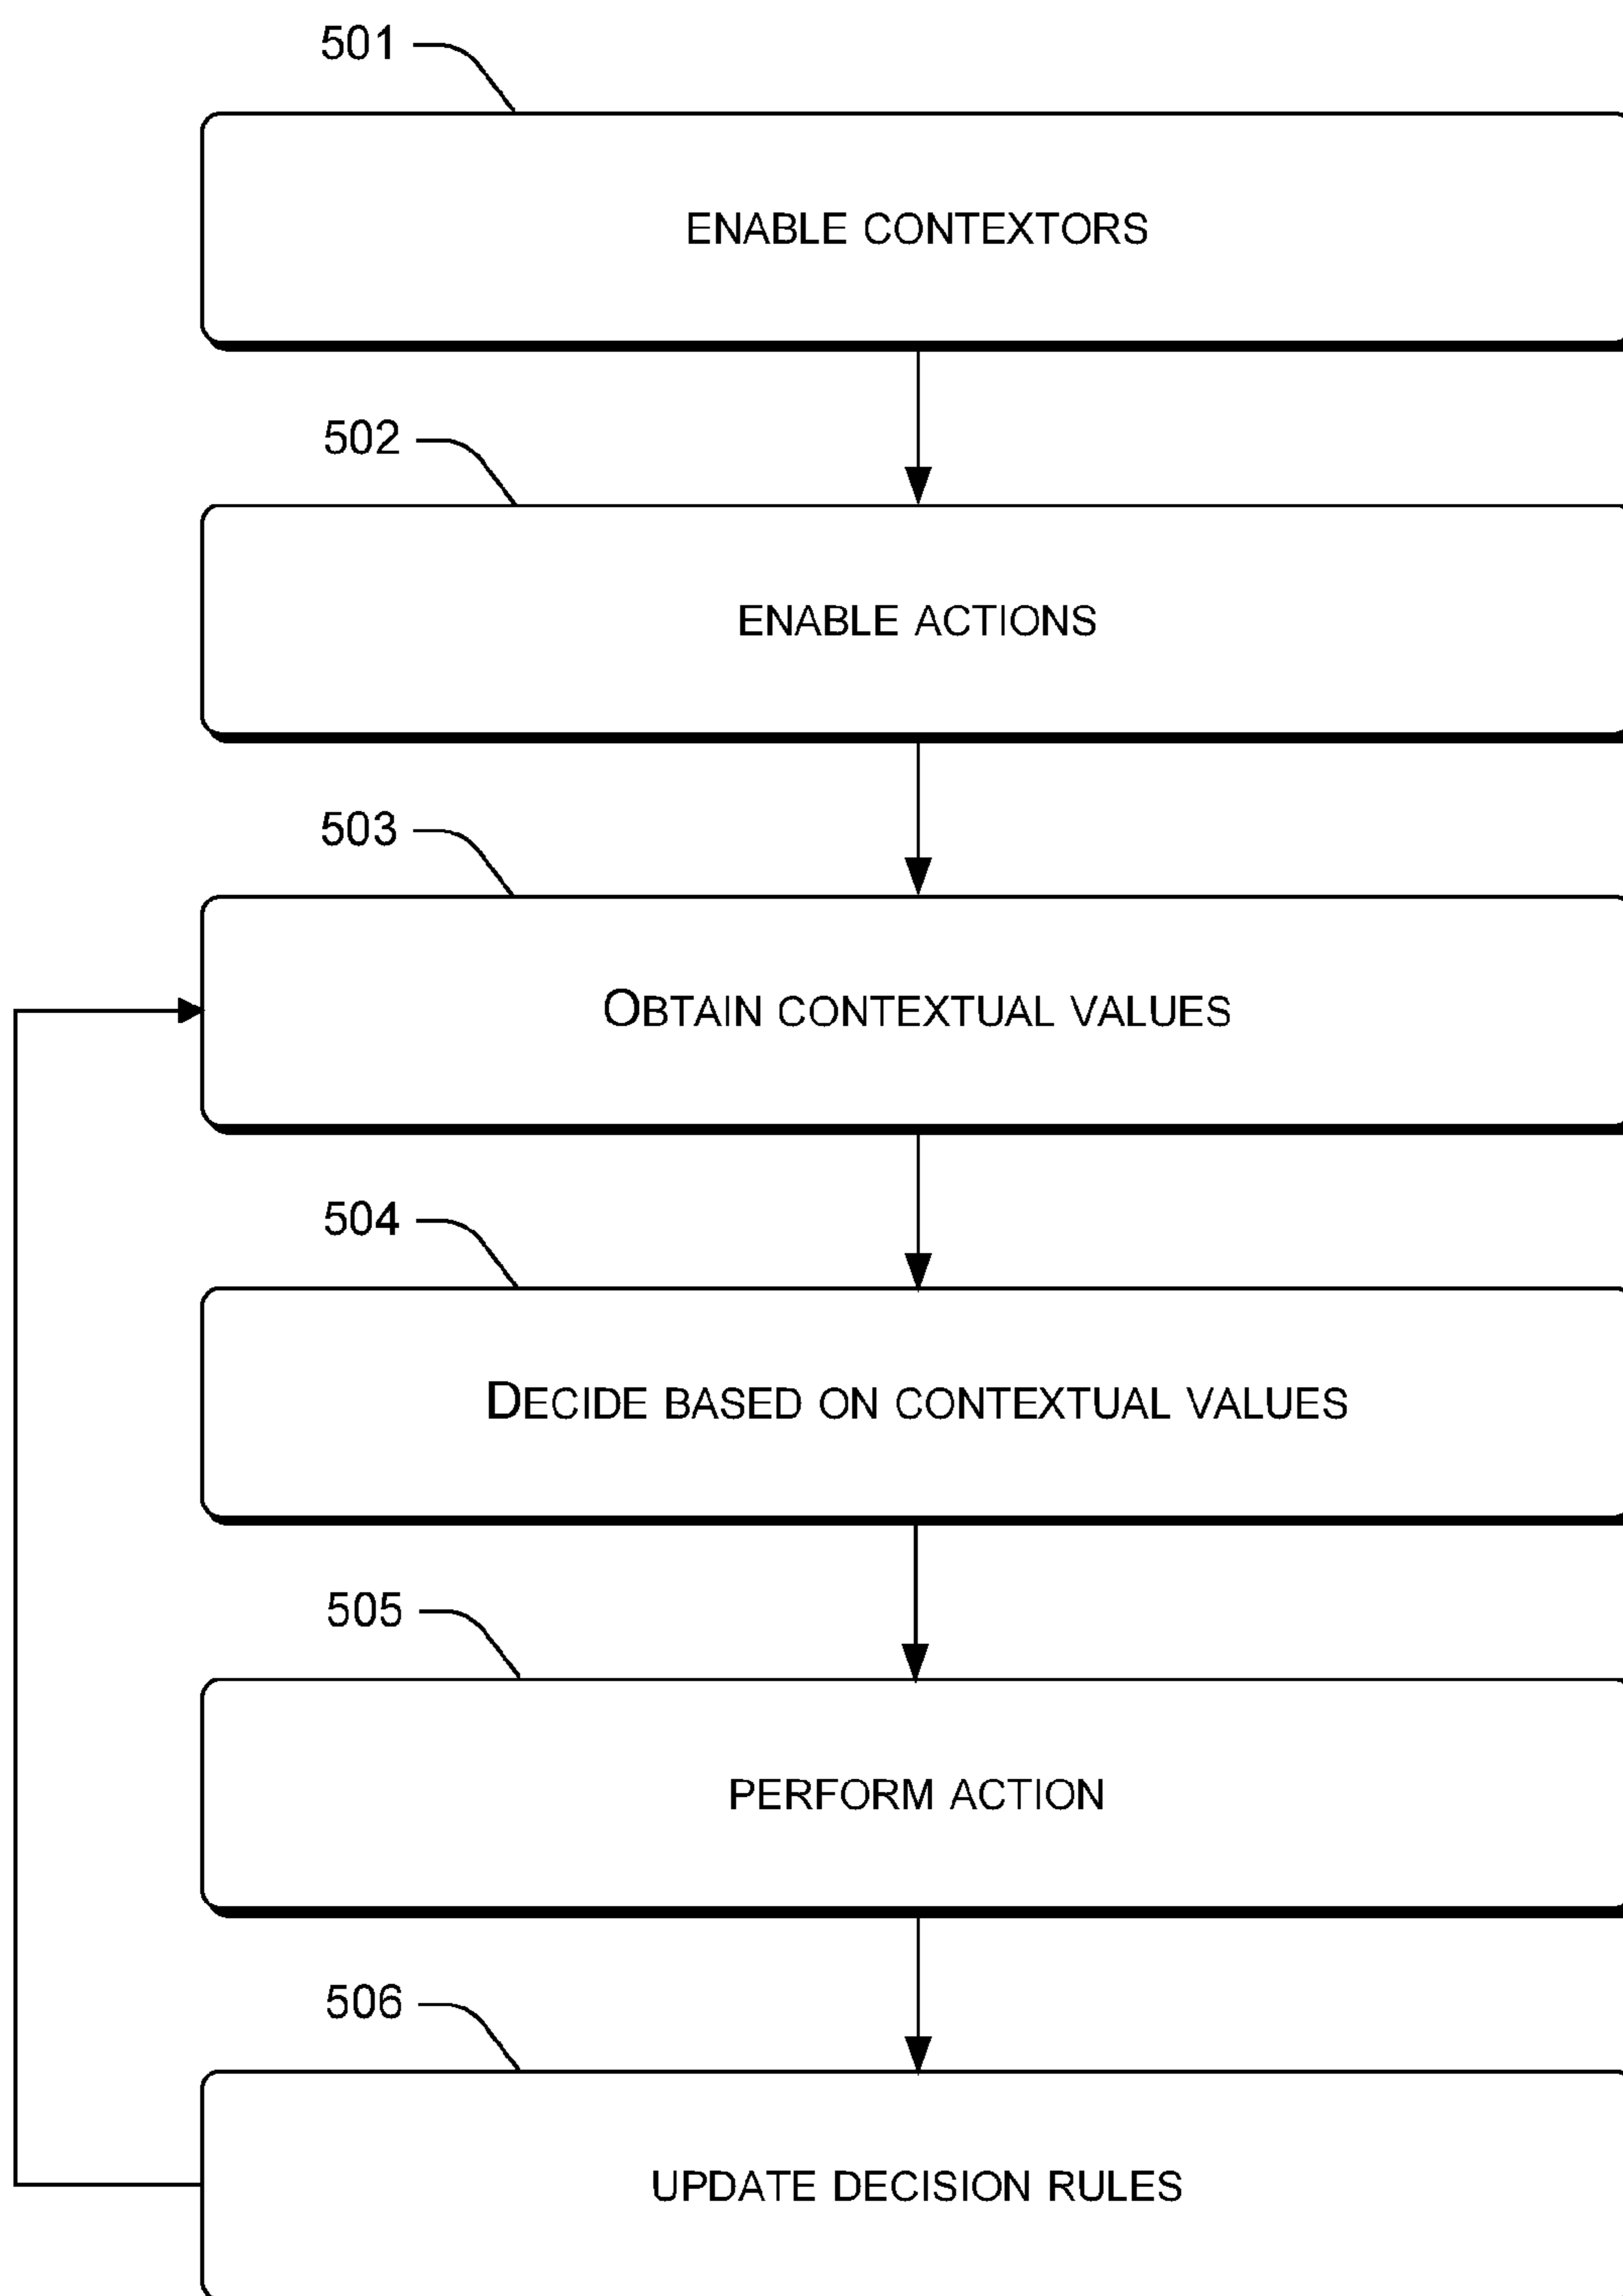 501
ENABLE CONTEXTORS
502
ENABLE ACTIONS
503
OBTAIN CONTEXTUAL VALUES
504
DECIDE BASED ON CONTEXTUAL VALUES
505
PERFORM ACTION
506
UPDATE DECISION RULES